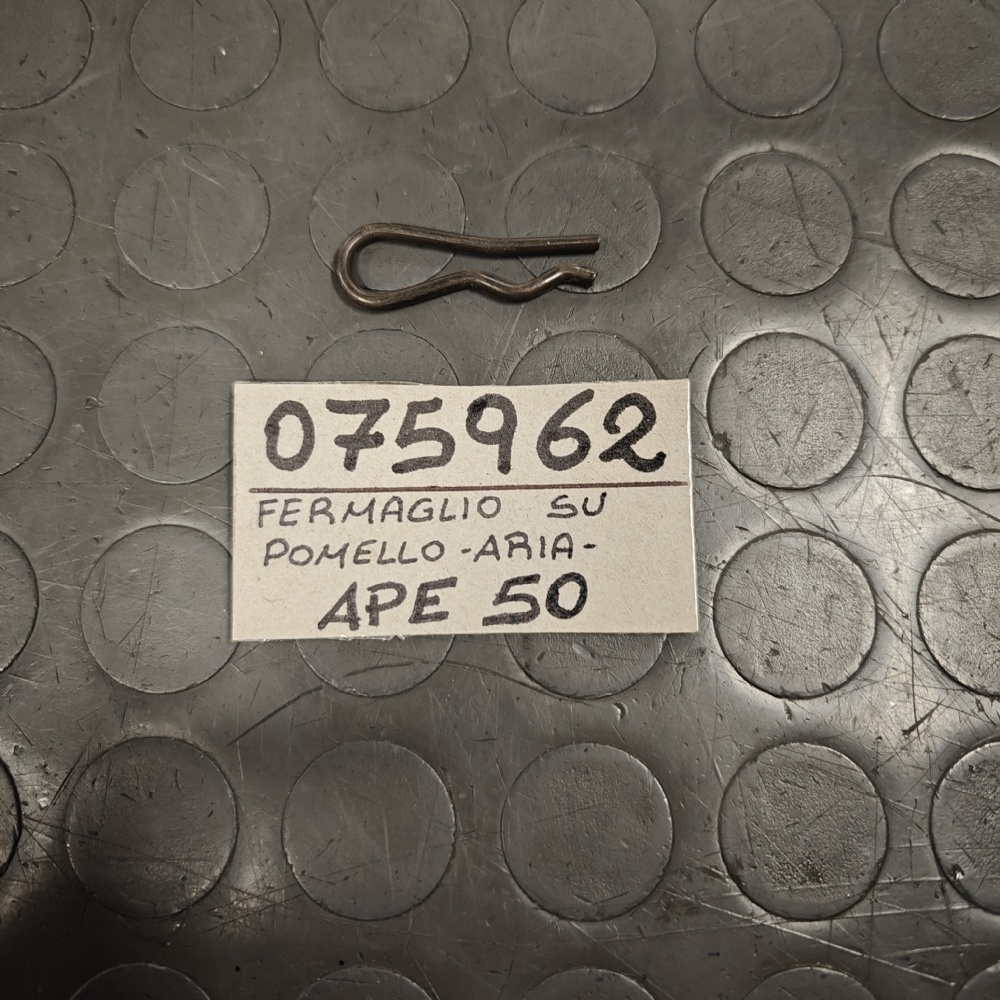 075962
FERMAGLIO SU
POMELLO -ARIA-
APE 50